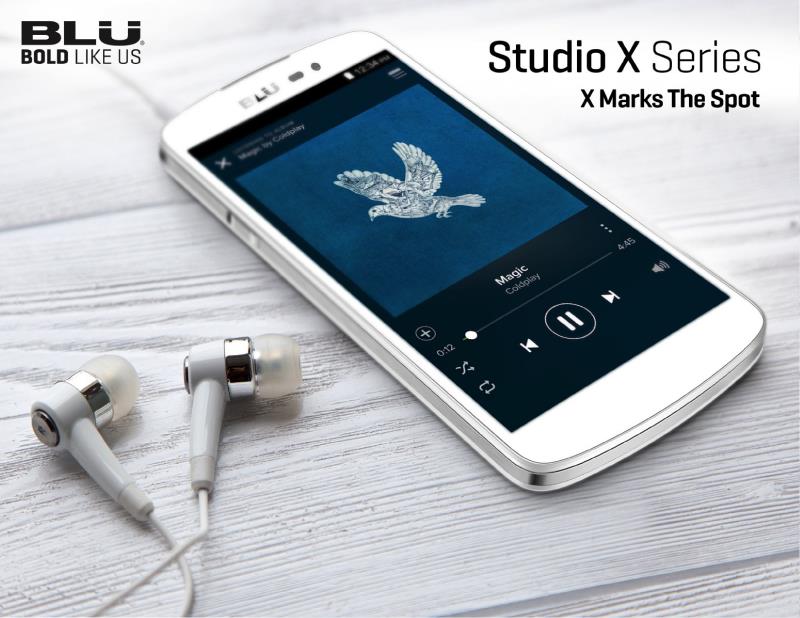 BLU
BOLD LIKE US
Studio X Series
X Marks The Spot
BLU
12:34 PM
Magic by Coldplay
Magic
Coldplay
4:45
0:12